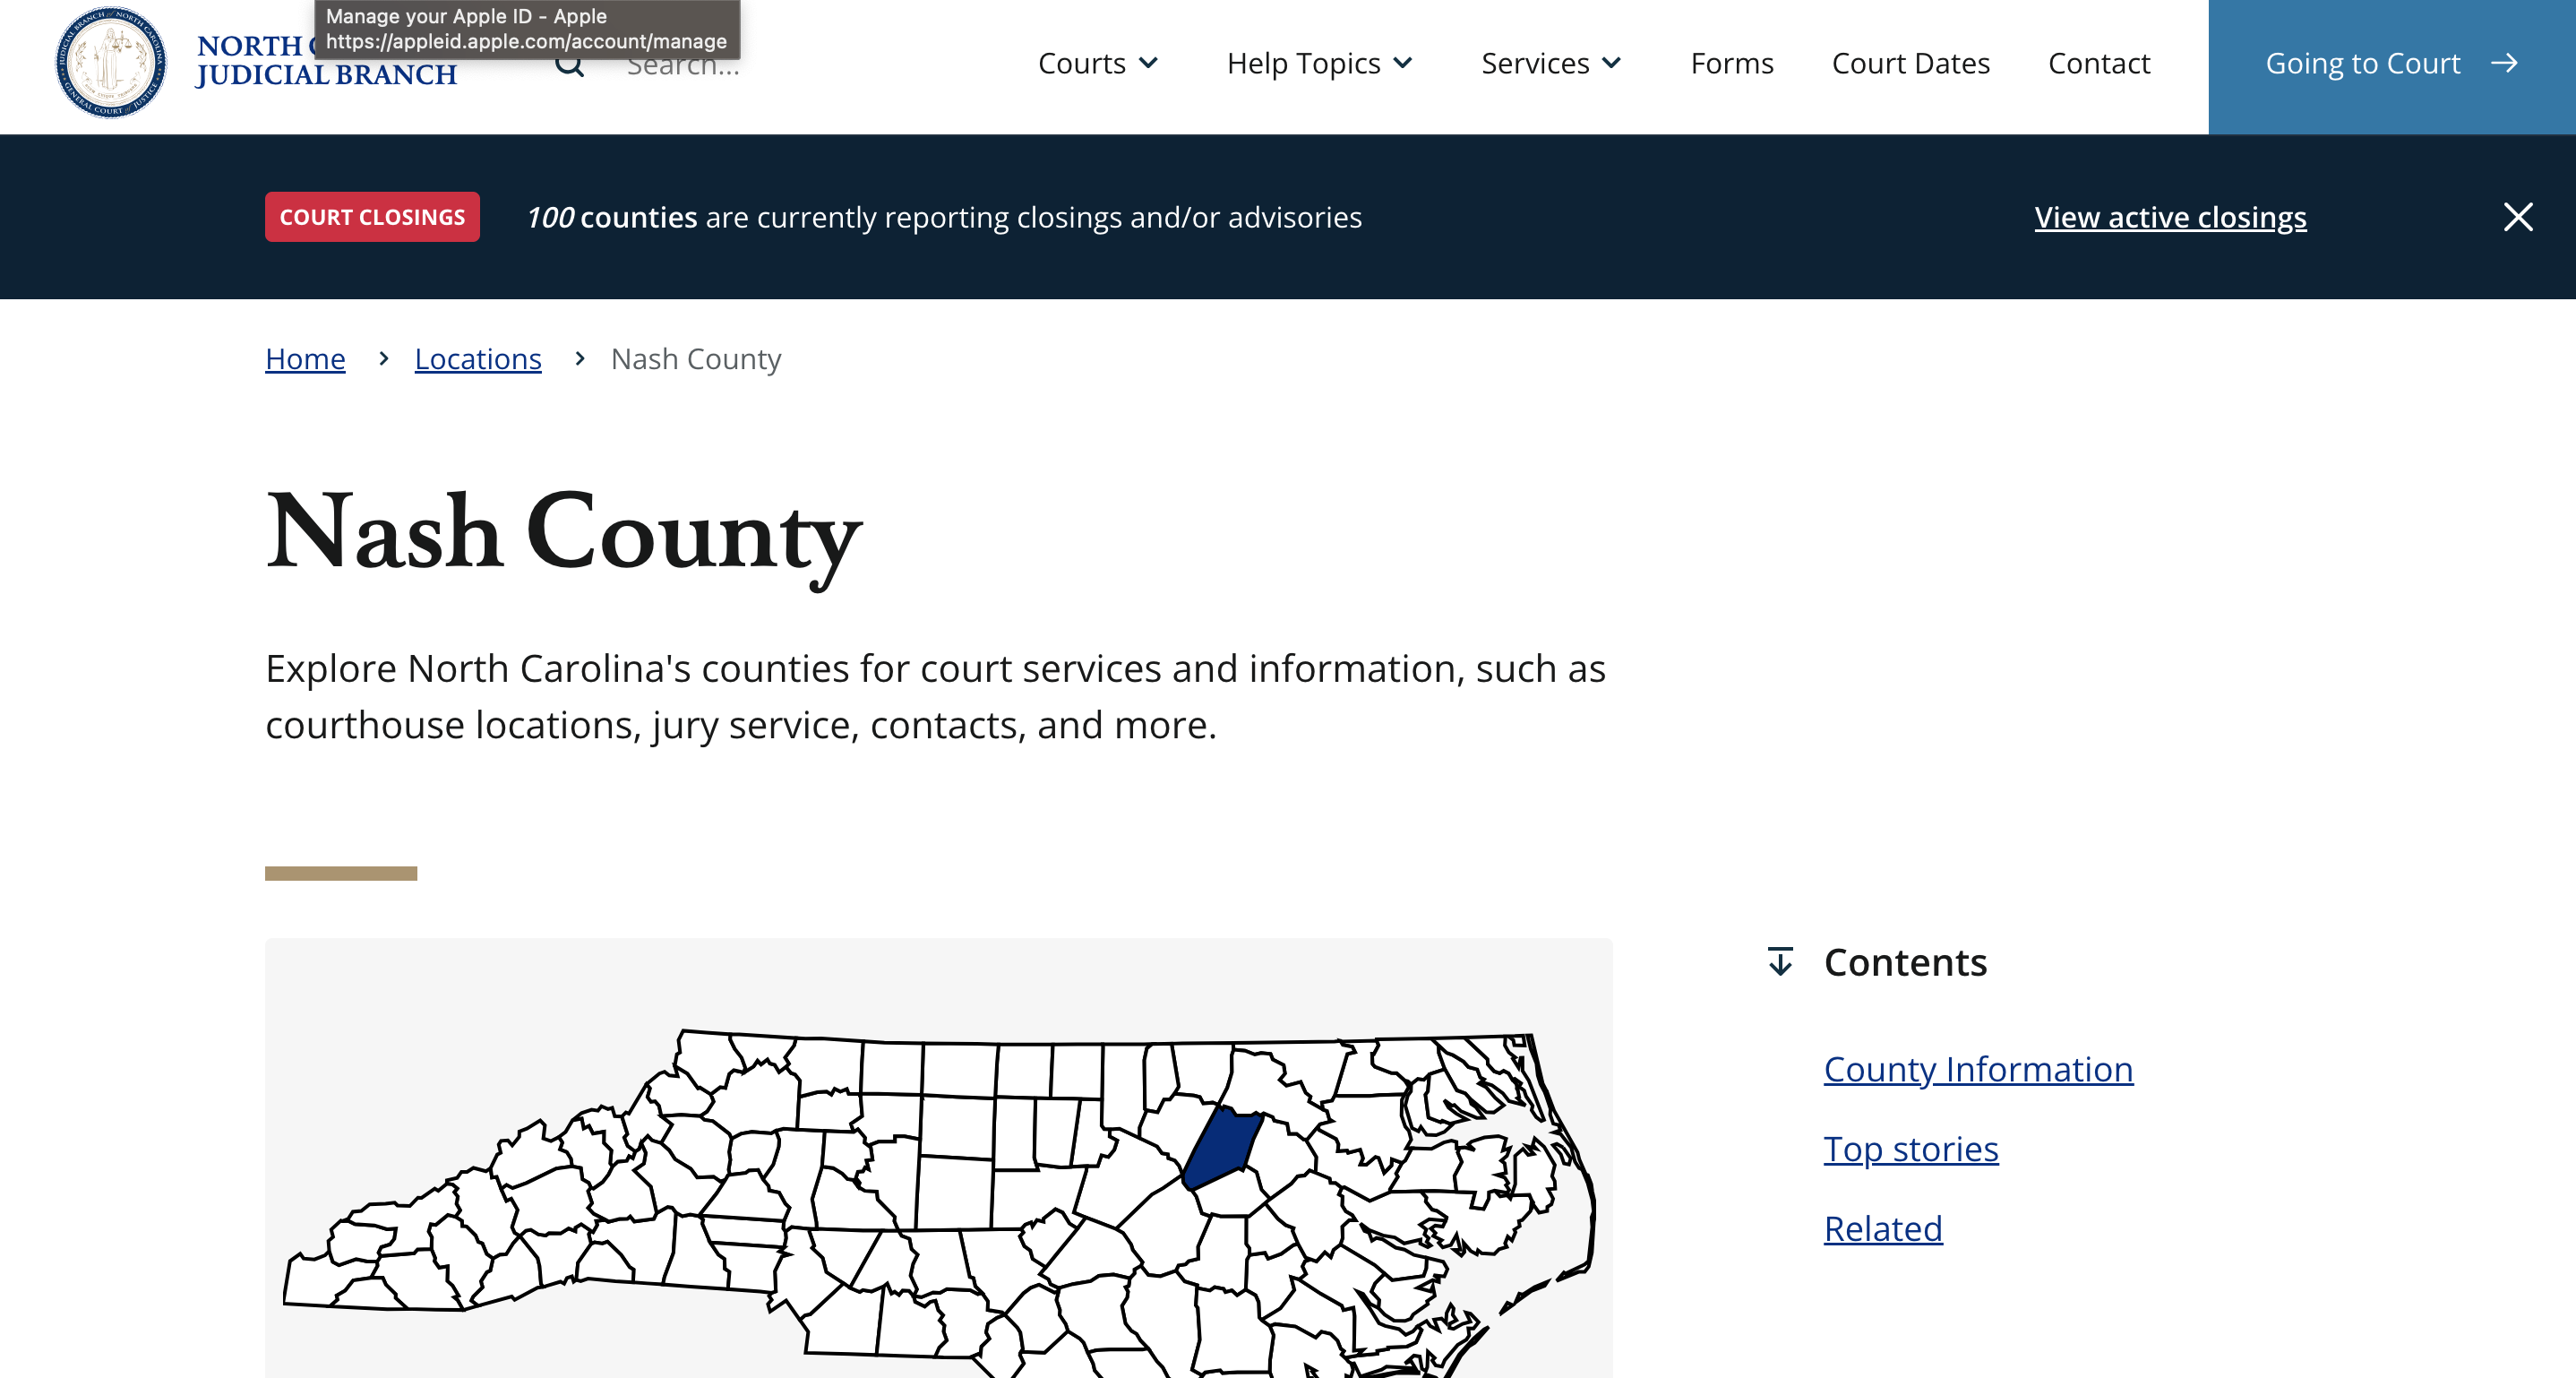 Manage your Apple ID - Apple
https://appleid.apple.com/account/manage
NORTH
JUDICIAL BRANCH
Search...
Courts
Help Topics
Services
Forms
Court Dates
Contact
Going to Court
COURT CLOSINGS
100 counties are currently reporting closings and/or advisories
View active closings
Home
Locations
Nash County
Nash County
Explore North Carolina's counties for court services and information, such as
courthouse locations, jury service, contacts, and more.
Contents
County Information
Top stories
Related